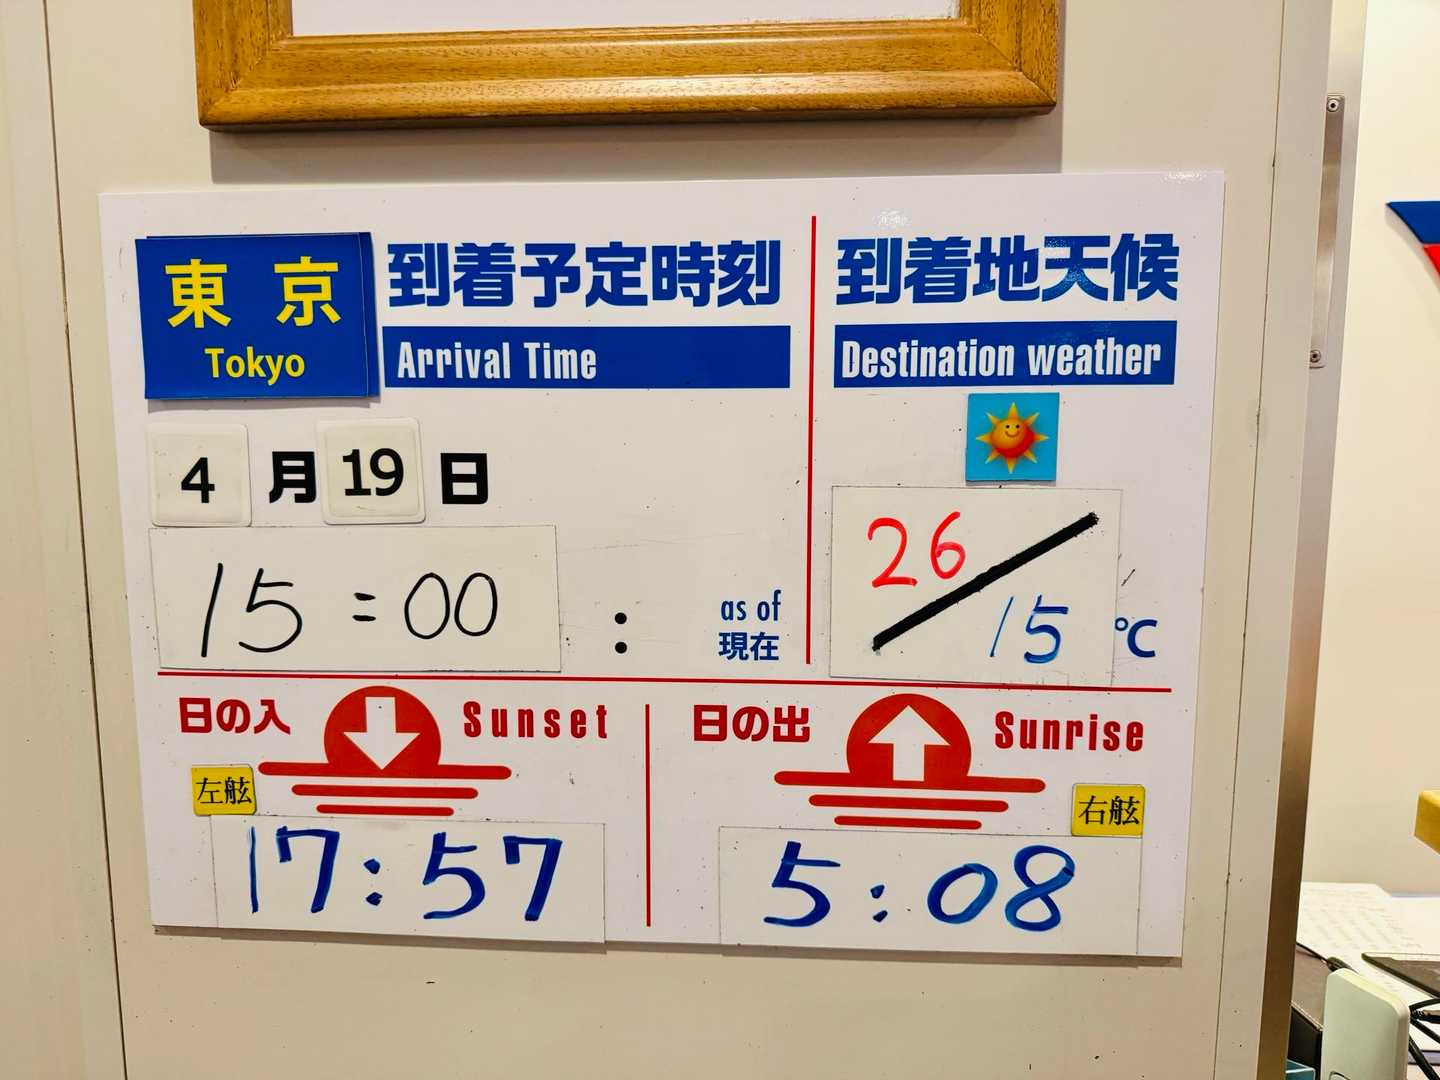 東京
Tokyo
到着予定時刻
Arrival Time
4月19日
15:00
:
as of
現在
到着地天候
Destination weather
26/15℃
日の入 Sunset
左舷
17:57
日の出 Sunrise
右舷
5:08